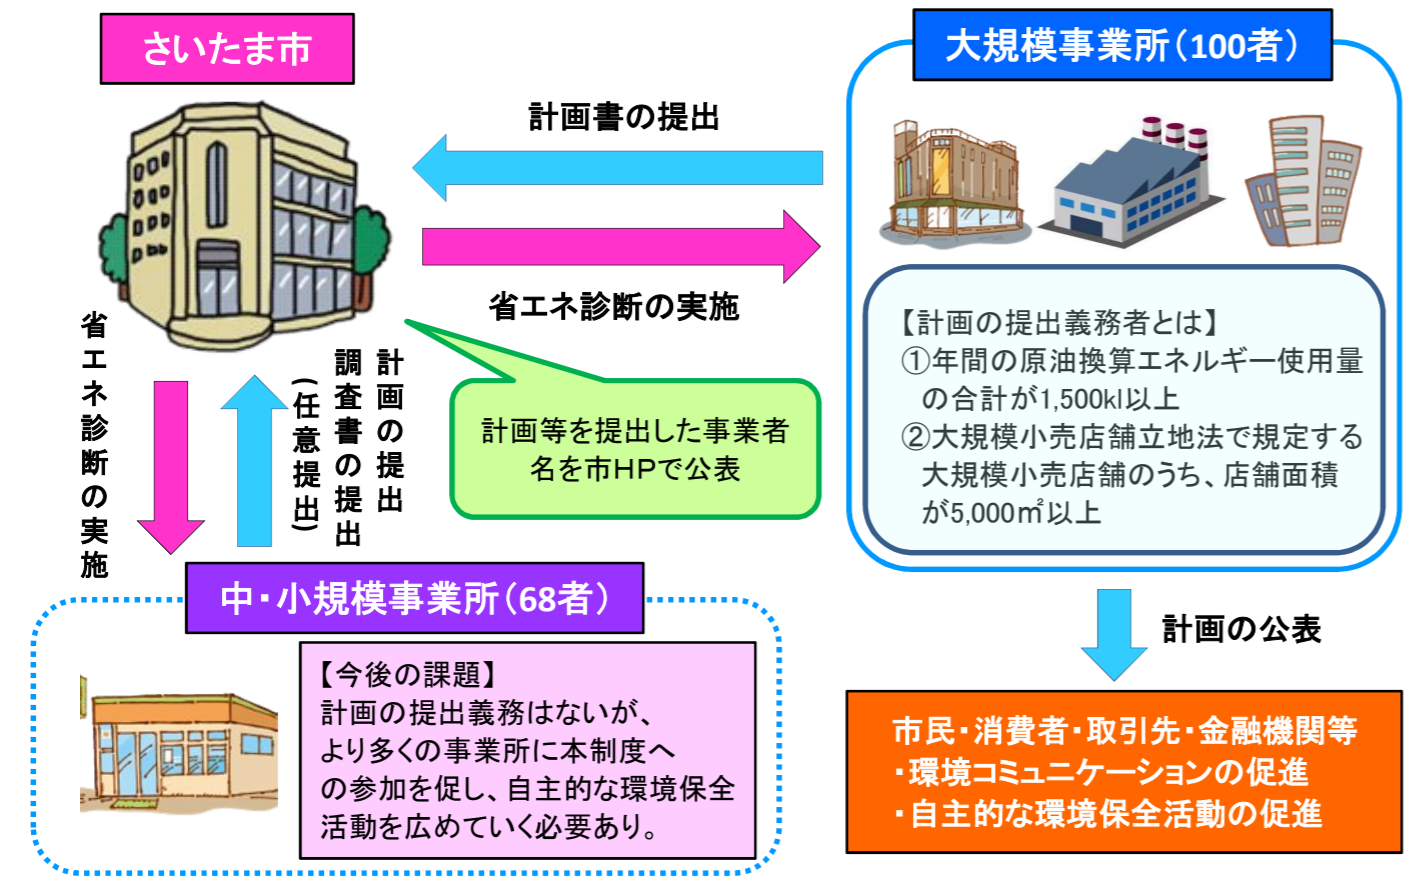 さいたま市
大規模事業所（100者）
計画書の提出
省エネ診断の実施
【計画の提出義務者とは】
①年間の原油換算エネルギー使用量
の合計が1,500kl以上
②大規模小売店舗立地法で規定する
大規模小売店舗のうち、店舗面積
が5,000㎡以上
計画等を提出した事業者
名を市HPで公表
省エネ診断の実施
計画の提出
調査書の提出
(任意提出)
中・小規模事業所（68者）
【今後の課題】
計画の提出義務はないが、
より多くの事業所に本制度へ
の参加を促し、自主的な環境保全
活動を広めていく必要あり。
計画の公表
市民・消費者・取引先・金融機関等
・環境コミュニケーションの促進
・自主的な環境保全活動の促進